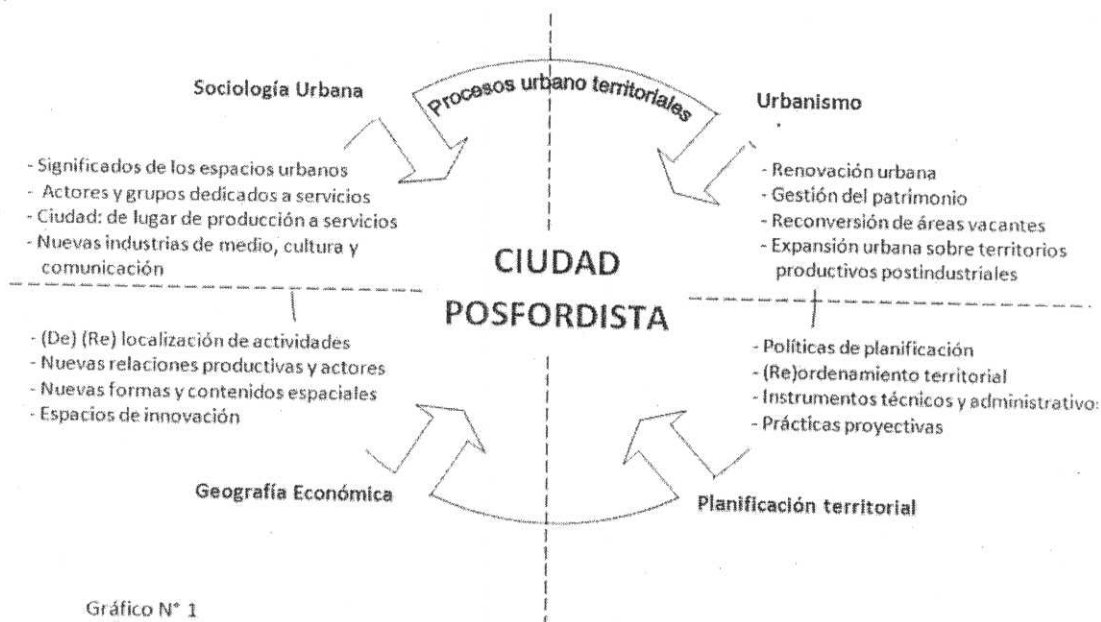 Procesos urbano territoriales
Sociología Urbana
- Significados de los espacios urbanos
- Actores y grupos dedicados a servicios
- Ciudad: de lugar de producción a servicios
- Nuevas industrias de medio, cultura y
comunicación
Urbanismo
- Renovación urbana
- Gestión del patrimonio
- Reconversión de áreas vacantes
- Expansión urbana sobre territorios
productivos postindustriales
CIUDAD
POSFORDISTA
- (De) (Re) localización de actividades
- Nuevas relaciones productivas y actores
- Nuevas formas y contenidos espaciales
- Espacios de innovación
Geografía Económica
- Políticas de planificación
- (Re)ordenamiento territorial
- Instrumentos técnicos y administrativo:
- Prácticas proyectivas
Planificación territorial
Gráfico N° 1